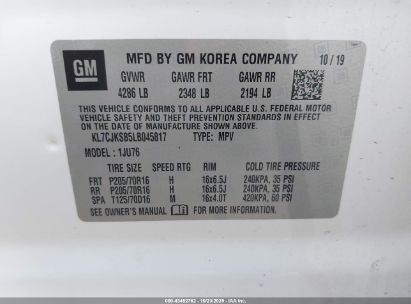 GM
MFD BY GM KOREA COMPANY 10/19
GVWR GAWR FRT GAWR RR
4286 LB 2348 LB 2194 LB
THIS VEHICLE CONFORMS TO ALL APPLICABLE U.S. FEDERAL MOTOR
VEHICLE SAFETY, BUMPER, AND THEFT PREVENTION STANDARDS
IN EFFECT ON THE DATE OF MANUFACTURE SHOWN ABOVE.
KL7CJKSB5LB045817 TYPE: MPV
MODEL: 1JU76
TIRE SIZE SPEED RTG RIM COLD TIRE PRESSURE
FRT P205/70R16 H 16x6.5J 240KPA, 35 PSI
RR P205/70R16 H 16x6.5J 240KPA, 35 PSI
SPA T125/70D16 M 16x4.0T 420KPA, 60 PSI
SEE OWNER'S MANUAL FOR MORE INFORMATION.